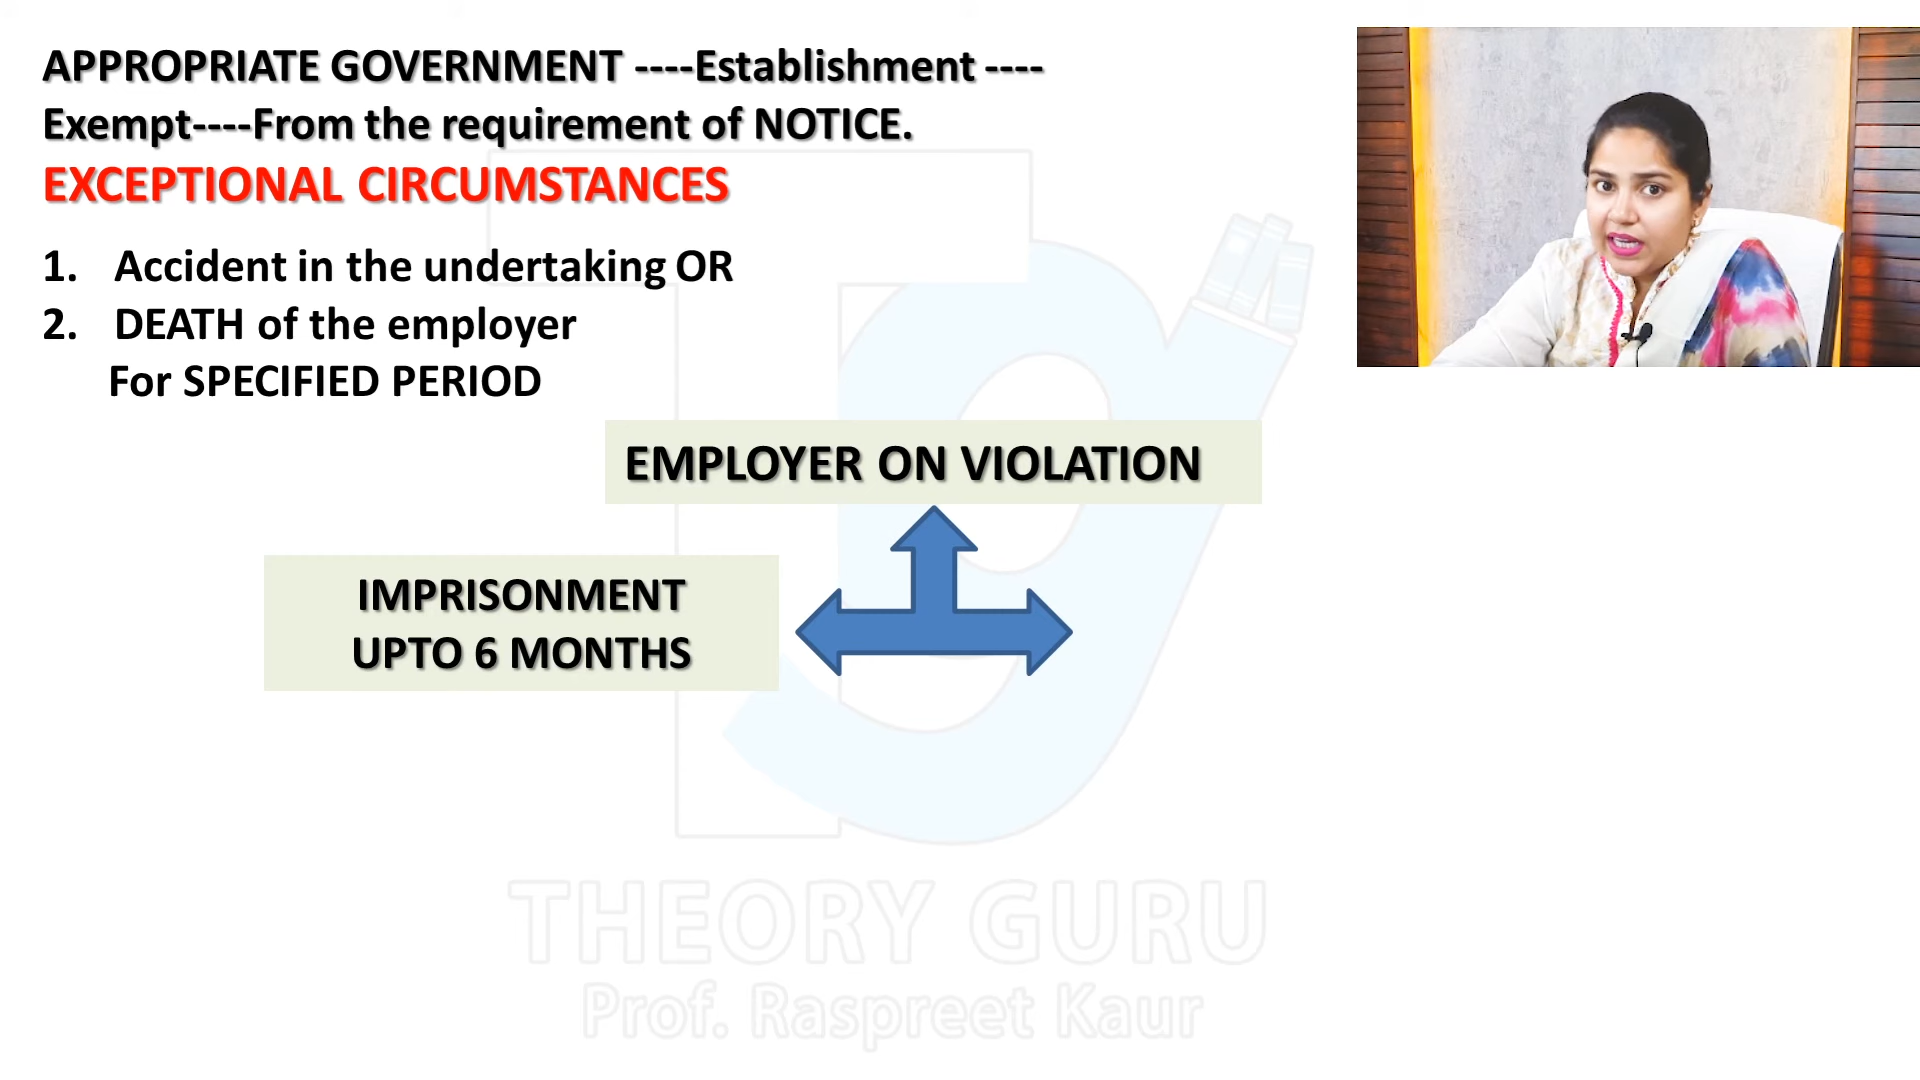 APPROPRIATE GOVERNMENT ----Establishment ----
Exempt----From the requirement of NOTICE.
EXCEPTIONAL CIRCUMSTANCES
1. Accident in the undertaking OR
2. DEATH of the employer
For SPECIFIED PERIOD
EMPLOYER ON VIOLATION
IMPRISONMENT
UPTO 6 MONTHS
THEORY GURU
Prof. Raspreet Kaur